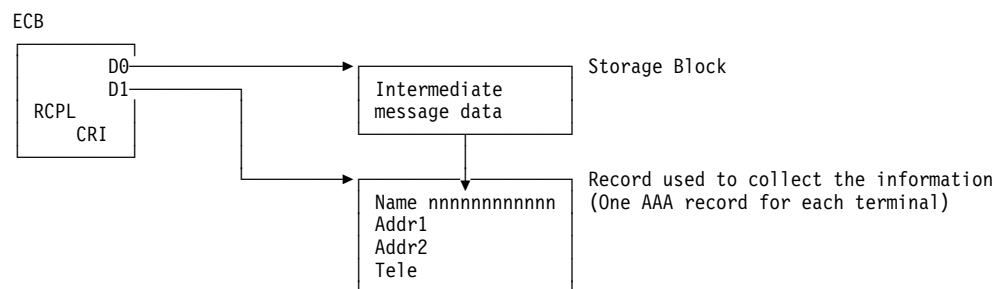 ECB
D0
Storage Block
D1
Intermediate
message data
RCPL
CRI
Record used to collect the information
(One AAA record for each terminal)
Name nnnnnnnnnnnn
Addr1
Addr2
Tele